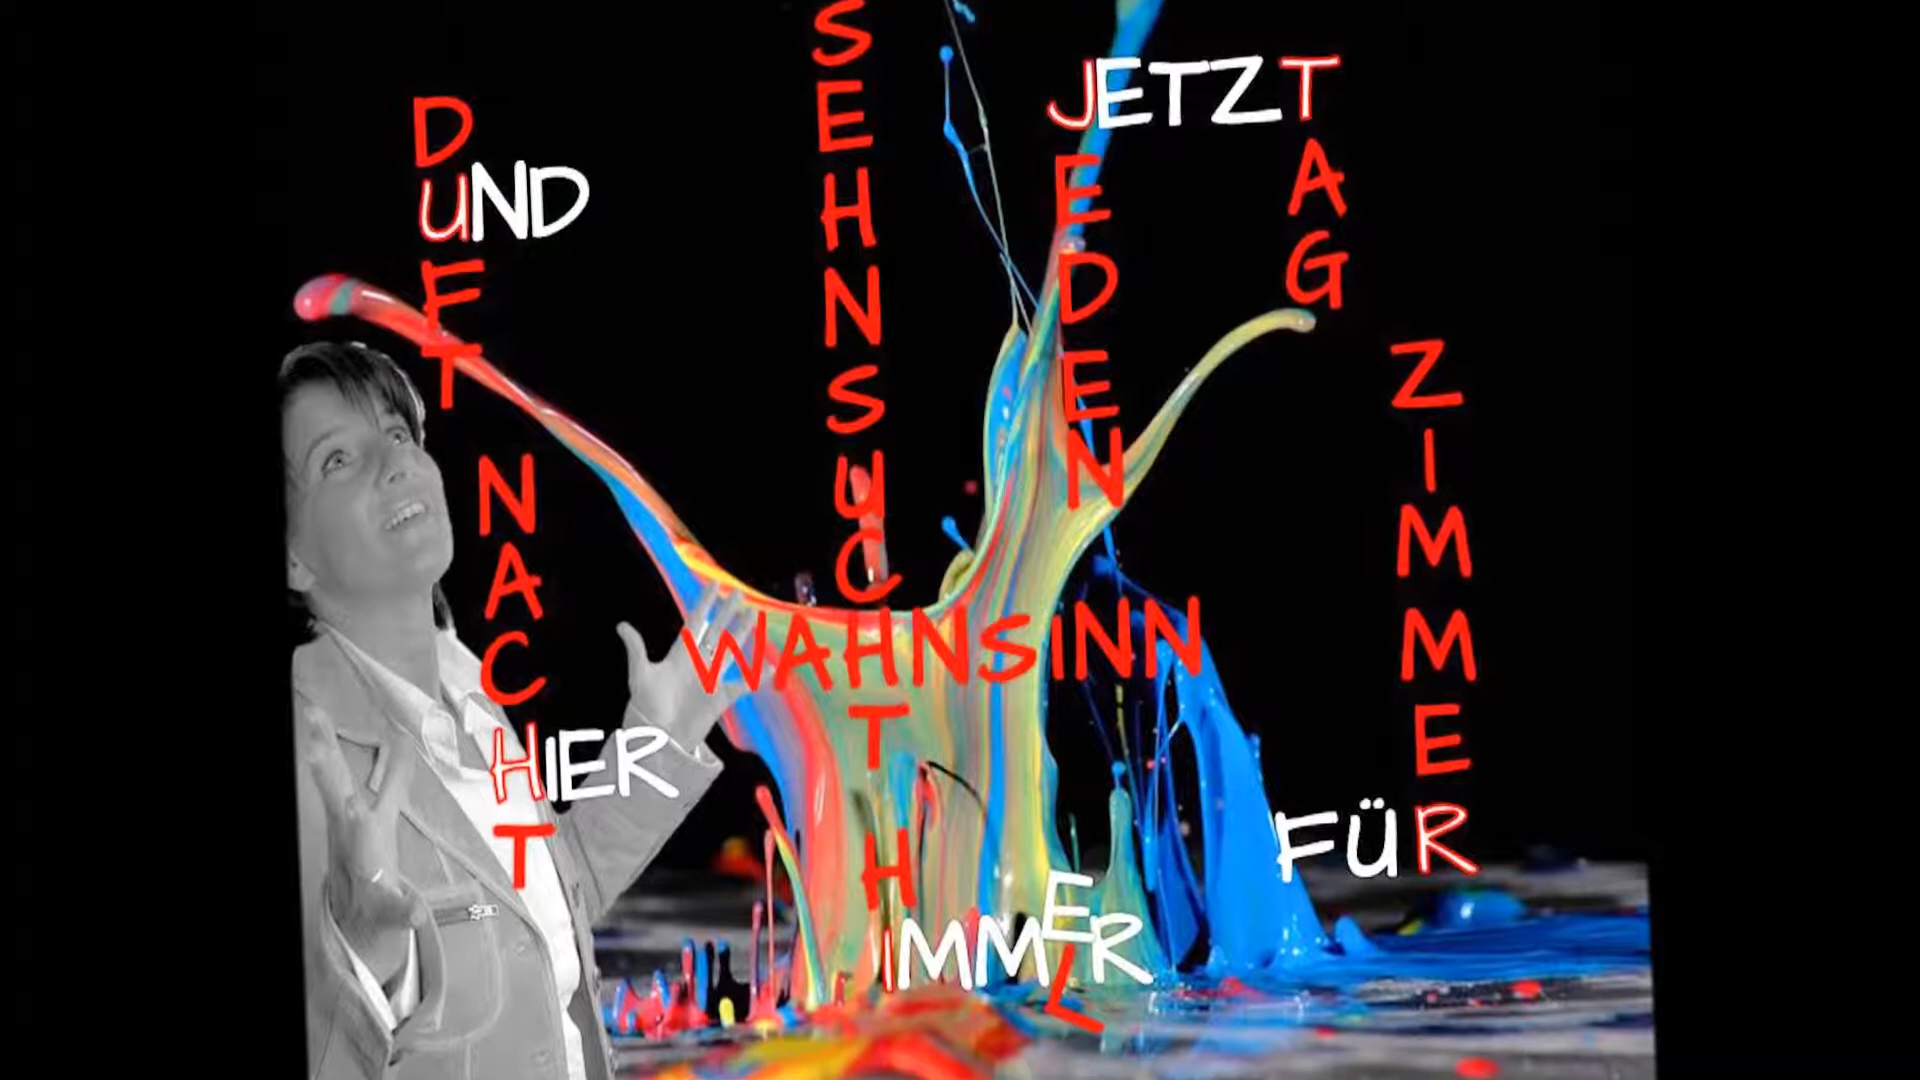 SEHNSUCHT
JETZT
JEDEN
TAG
DUFT
UND
ZIMMER
NACHT
WAHNSINN
HIER
FÜR
HIMMEL
IMMER